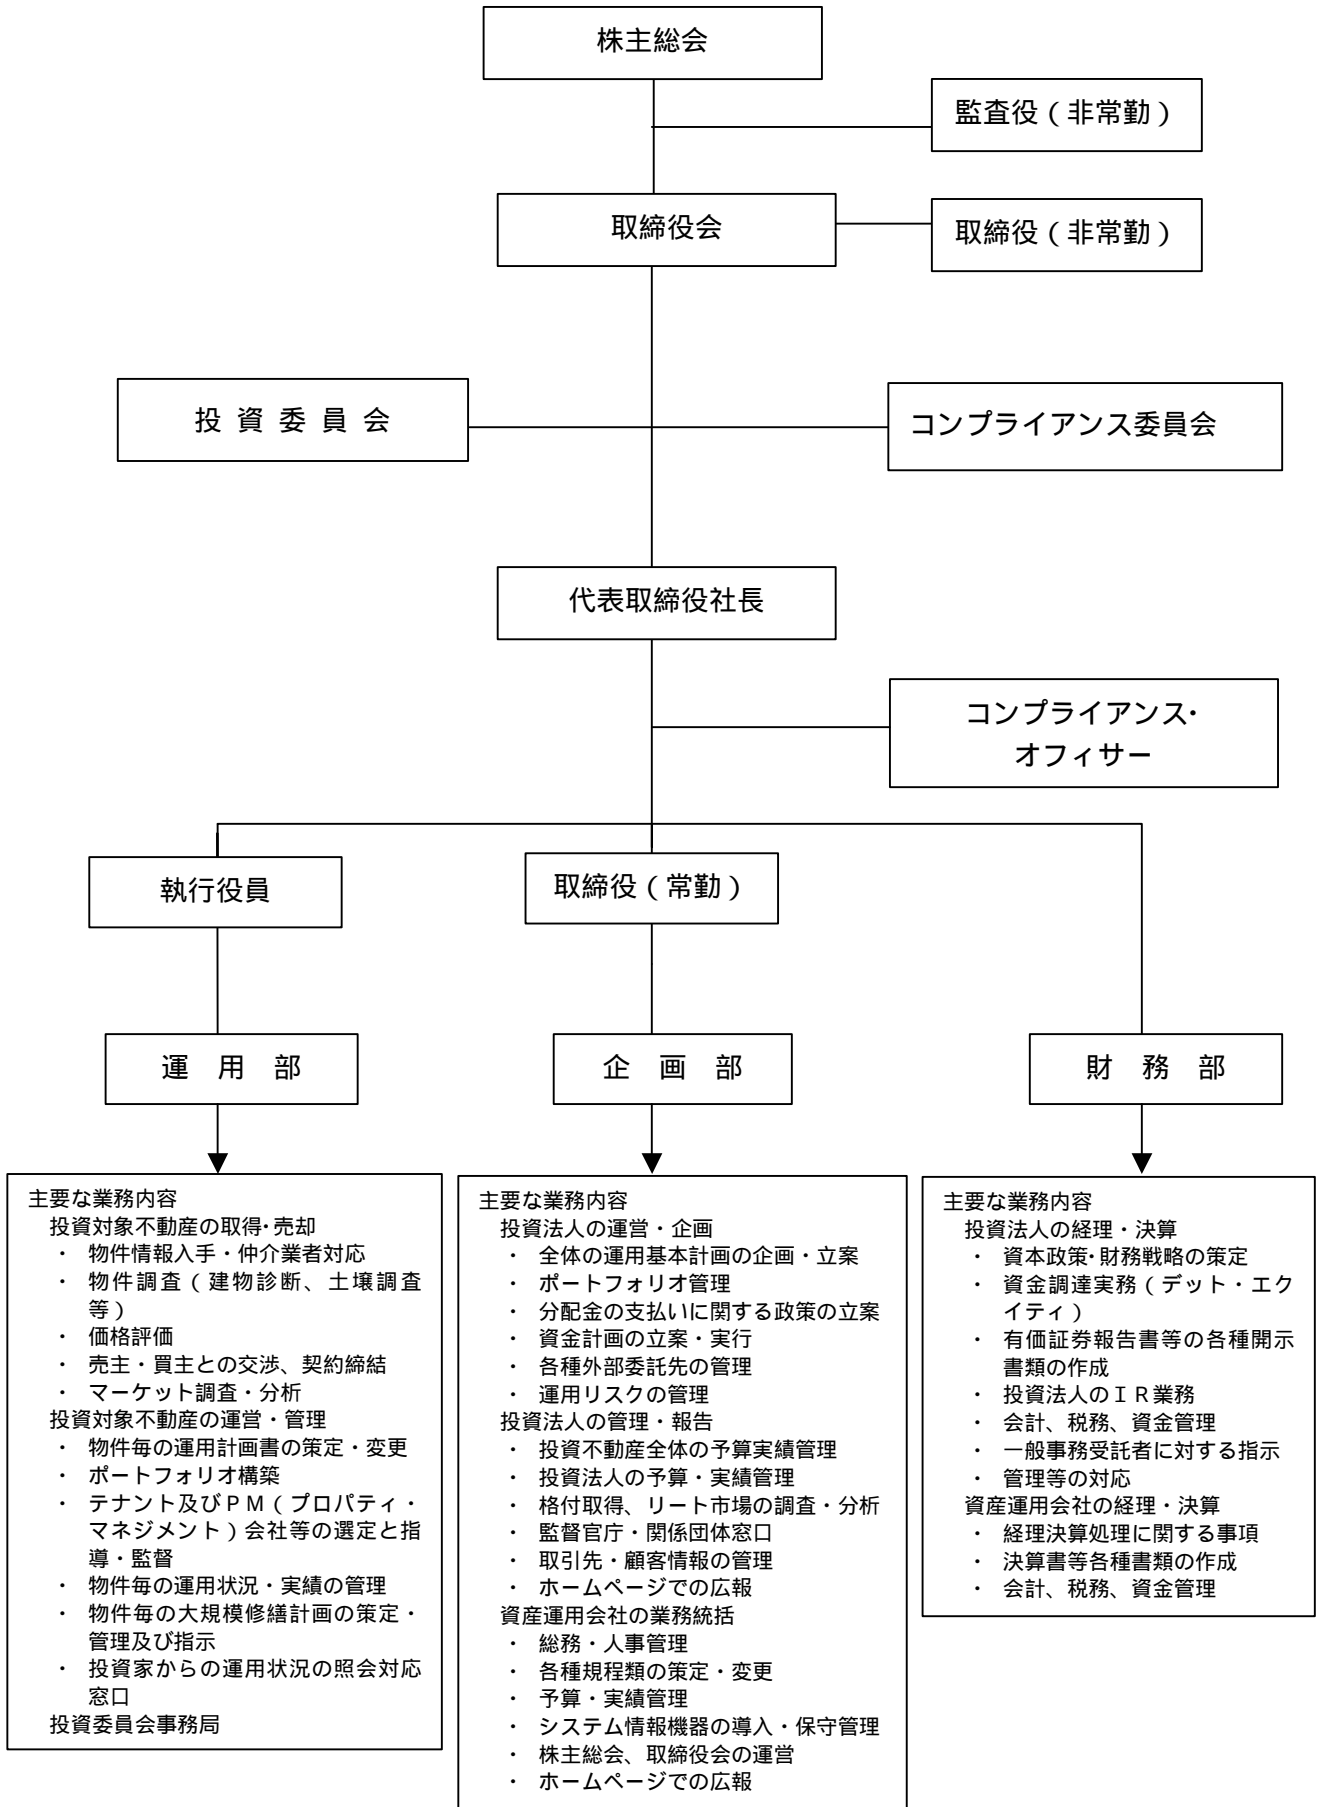 株主総会
監査役（非常勤）
取締役会
取締役（非常勤）
投 資 委 員 会
コンプライアンス委員会
代表取締役社長
コンプライアンス・
オフィサー
執行役員
取締役（常勤）
運　用　部
企　画　部
財　務　部
主要な業務内容
投資対象不動産の取得・売却
・ 物件情報入手・仲介業者対応
・ 物件調査（建物診断、土壌調査
等）
・ 価格評価
・ 売主・買主との交渉、契約締結
・ マーケット調査・分析
投資対象不動産の運営・管理
・ 物件毎の運用計画書の策定・変更
・ ポートフォリオ構築
・ テナント及びＰＭ（プロパティ・
マネジメント）会社等の選定と指
導・監督
・ 物件毎の運用状況・実績の管理
・ 物件毎の大規模修繕計画の策定・
管理及び指示
・ 投資家からの運用状況の照会対応
窓口
投資委員会事務局
主要な業務内容
投資法人の運営・企画
・ 全体の運用基本計画の企画・立案
・ ポートフォリオ管理
・ 分配金の支払いに関する政策の立案
・ 資金計画の立案・実行
・ 各種外部委託先の管理
・ 運用リスクの管理
投資法人の管理・報告
・ 投資不動産全体の予算実績管理
・ 投資法人の予算・実績管理
・ 格付取得、リート市場の調査・分析
・ 監督官庁・関係団体窓口
・ 取引先・顧客情報の管理
・ ホームページでの広報
資産運用会社の業務統括
・ 総務・人事管理
・ 各種規程類の策定・変更
・ 予算・実績管理
・ システム情報機器の導入・保守管理
・ 株主総会、取締役会の運営
・ ホームページでの広報
主要な業務内容
投資法人の経理・決算
・ 資本政策・財務戦略の策定
・ 資金調達実務（デット・エク
イティ）
・ 有価証券報告書等の各種開示
書類の作成
・ 投資法人のＩＲ業務
・ 会計、税務、資金管理
・ 一般事務受託者に対する指示
・ 管理等の対応
資産運用会社の経理・決算
・ 経理決算処理に関する事項
・ 決算書等各種書類の作成
・ 会計、税務、資金管理